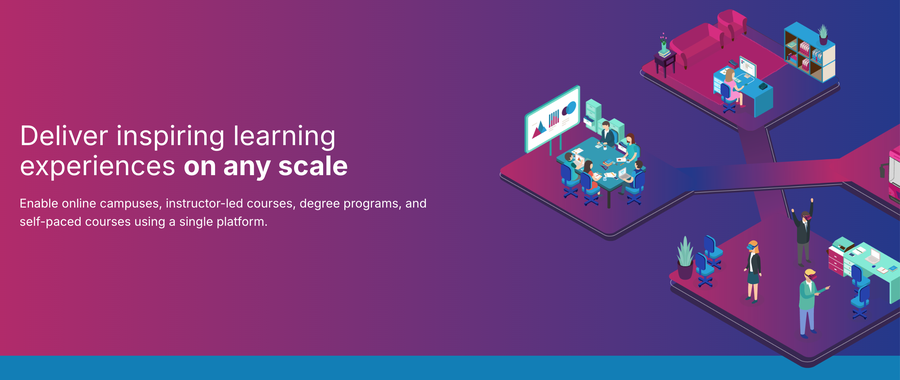 Deliver inspiring learning
experiences on any scale
Enable online campuses, instructor-led courses, degree programs, and
self-paced courses using a single platform.